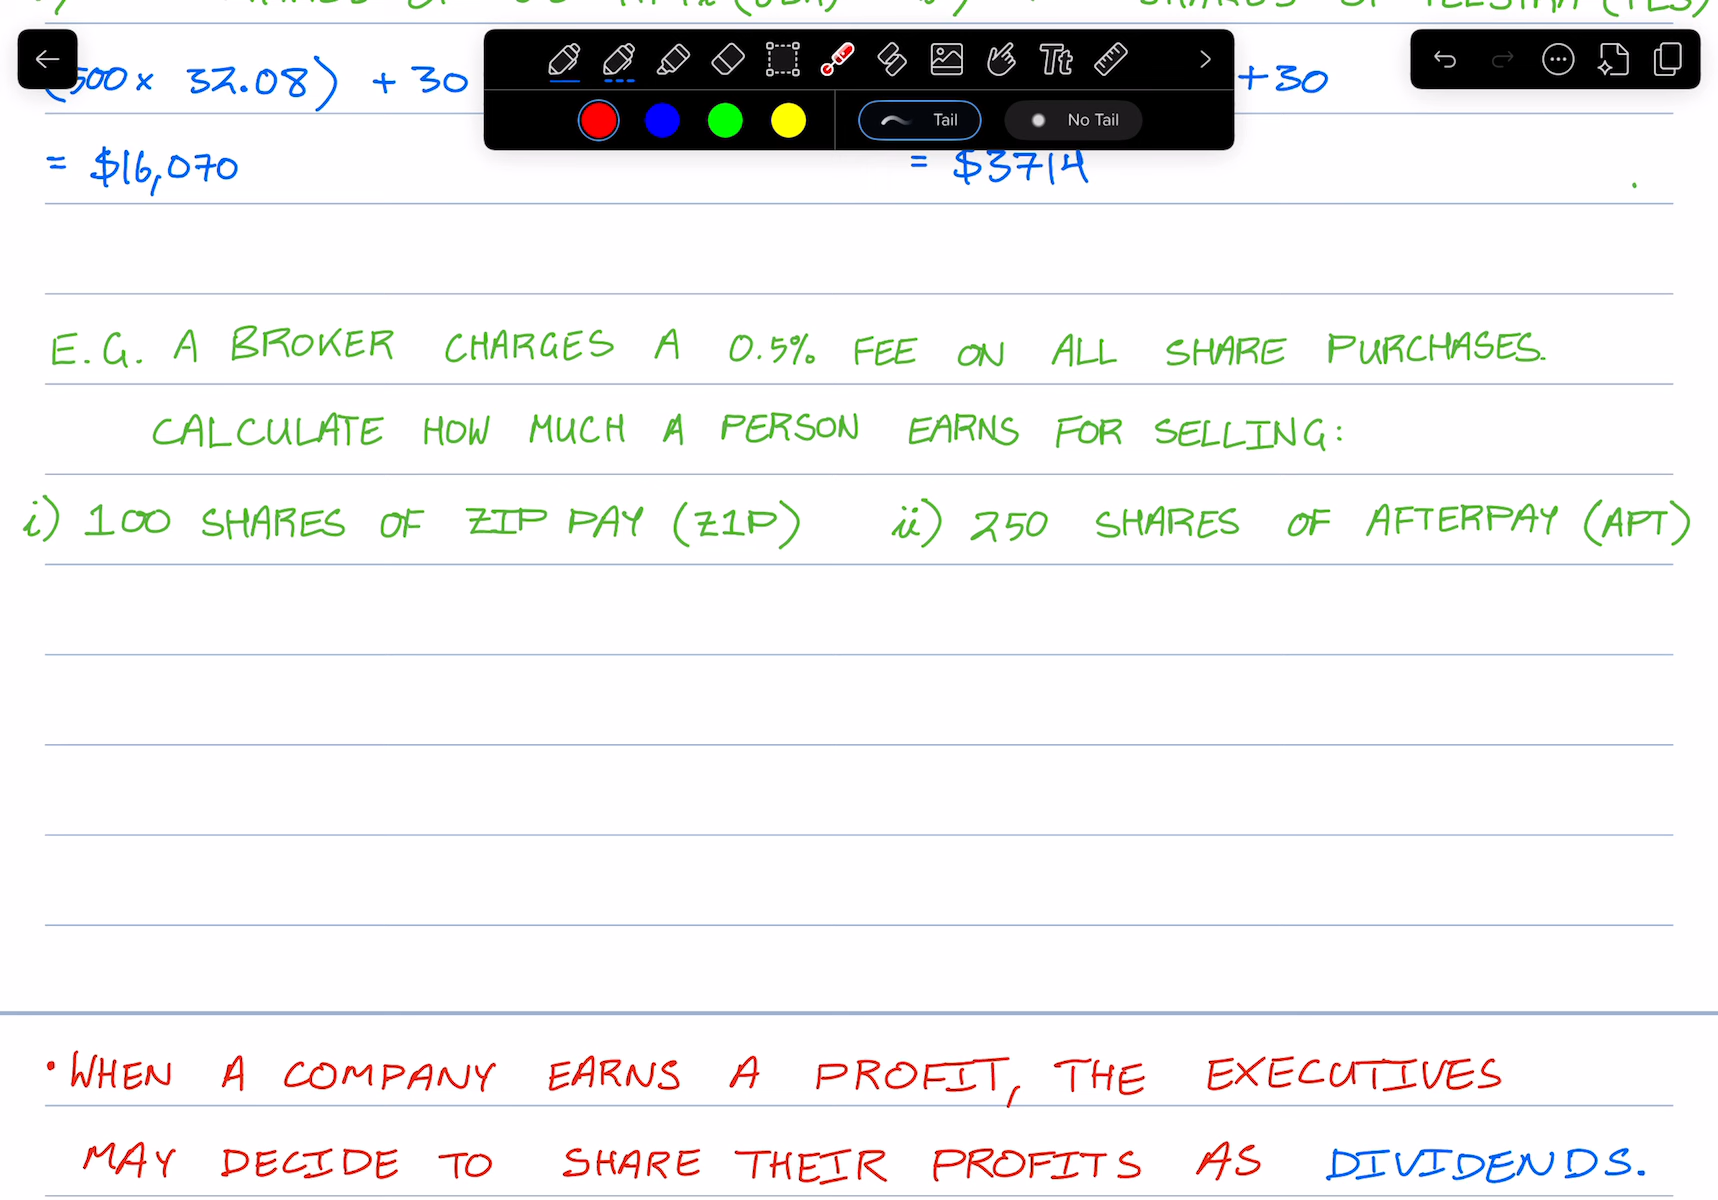 (500 x 32.08) + 30
+30
Tail
No Tail
= $16,070
= $3714
E.G. A BROKER CHARGES A 0.5% FEE ON ALL SHARE PURCHASES.
CALCULATE HOW MUCH A PERSON EARNS FOR SELLING:
i) 100 SHARES OF ZIP PAY (Z1P)
ii) 250 SHARES OF AFTERPAY (APT)
• WHEN A COMPANY EARNS A PROFIT, THE EXECUTIVES
MAY DECIDE TO SHARE THEIR PROFITS AS DIVIDENDS.